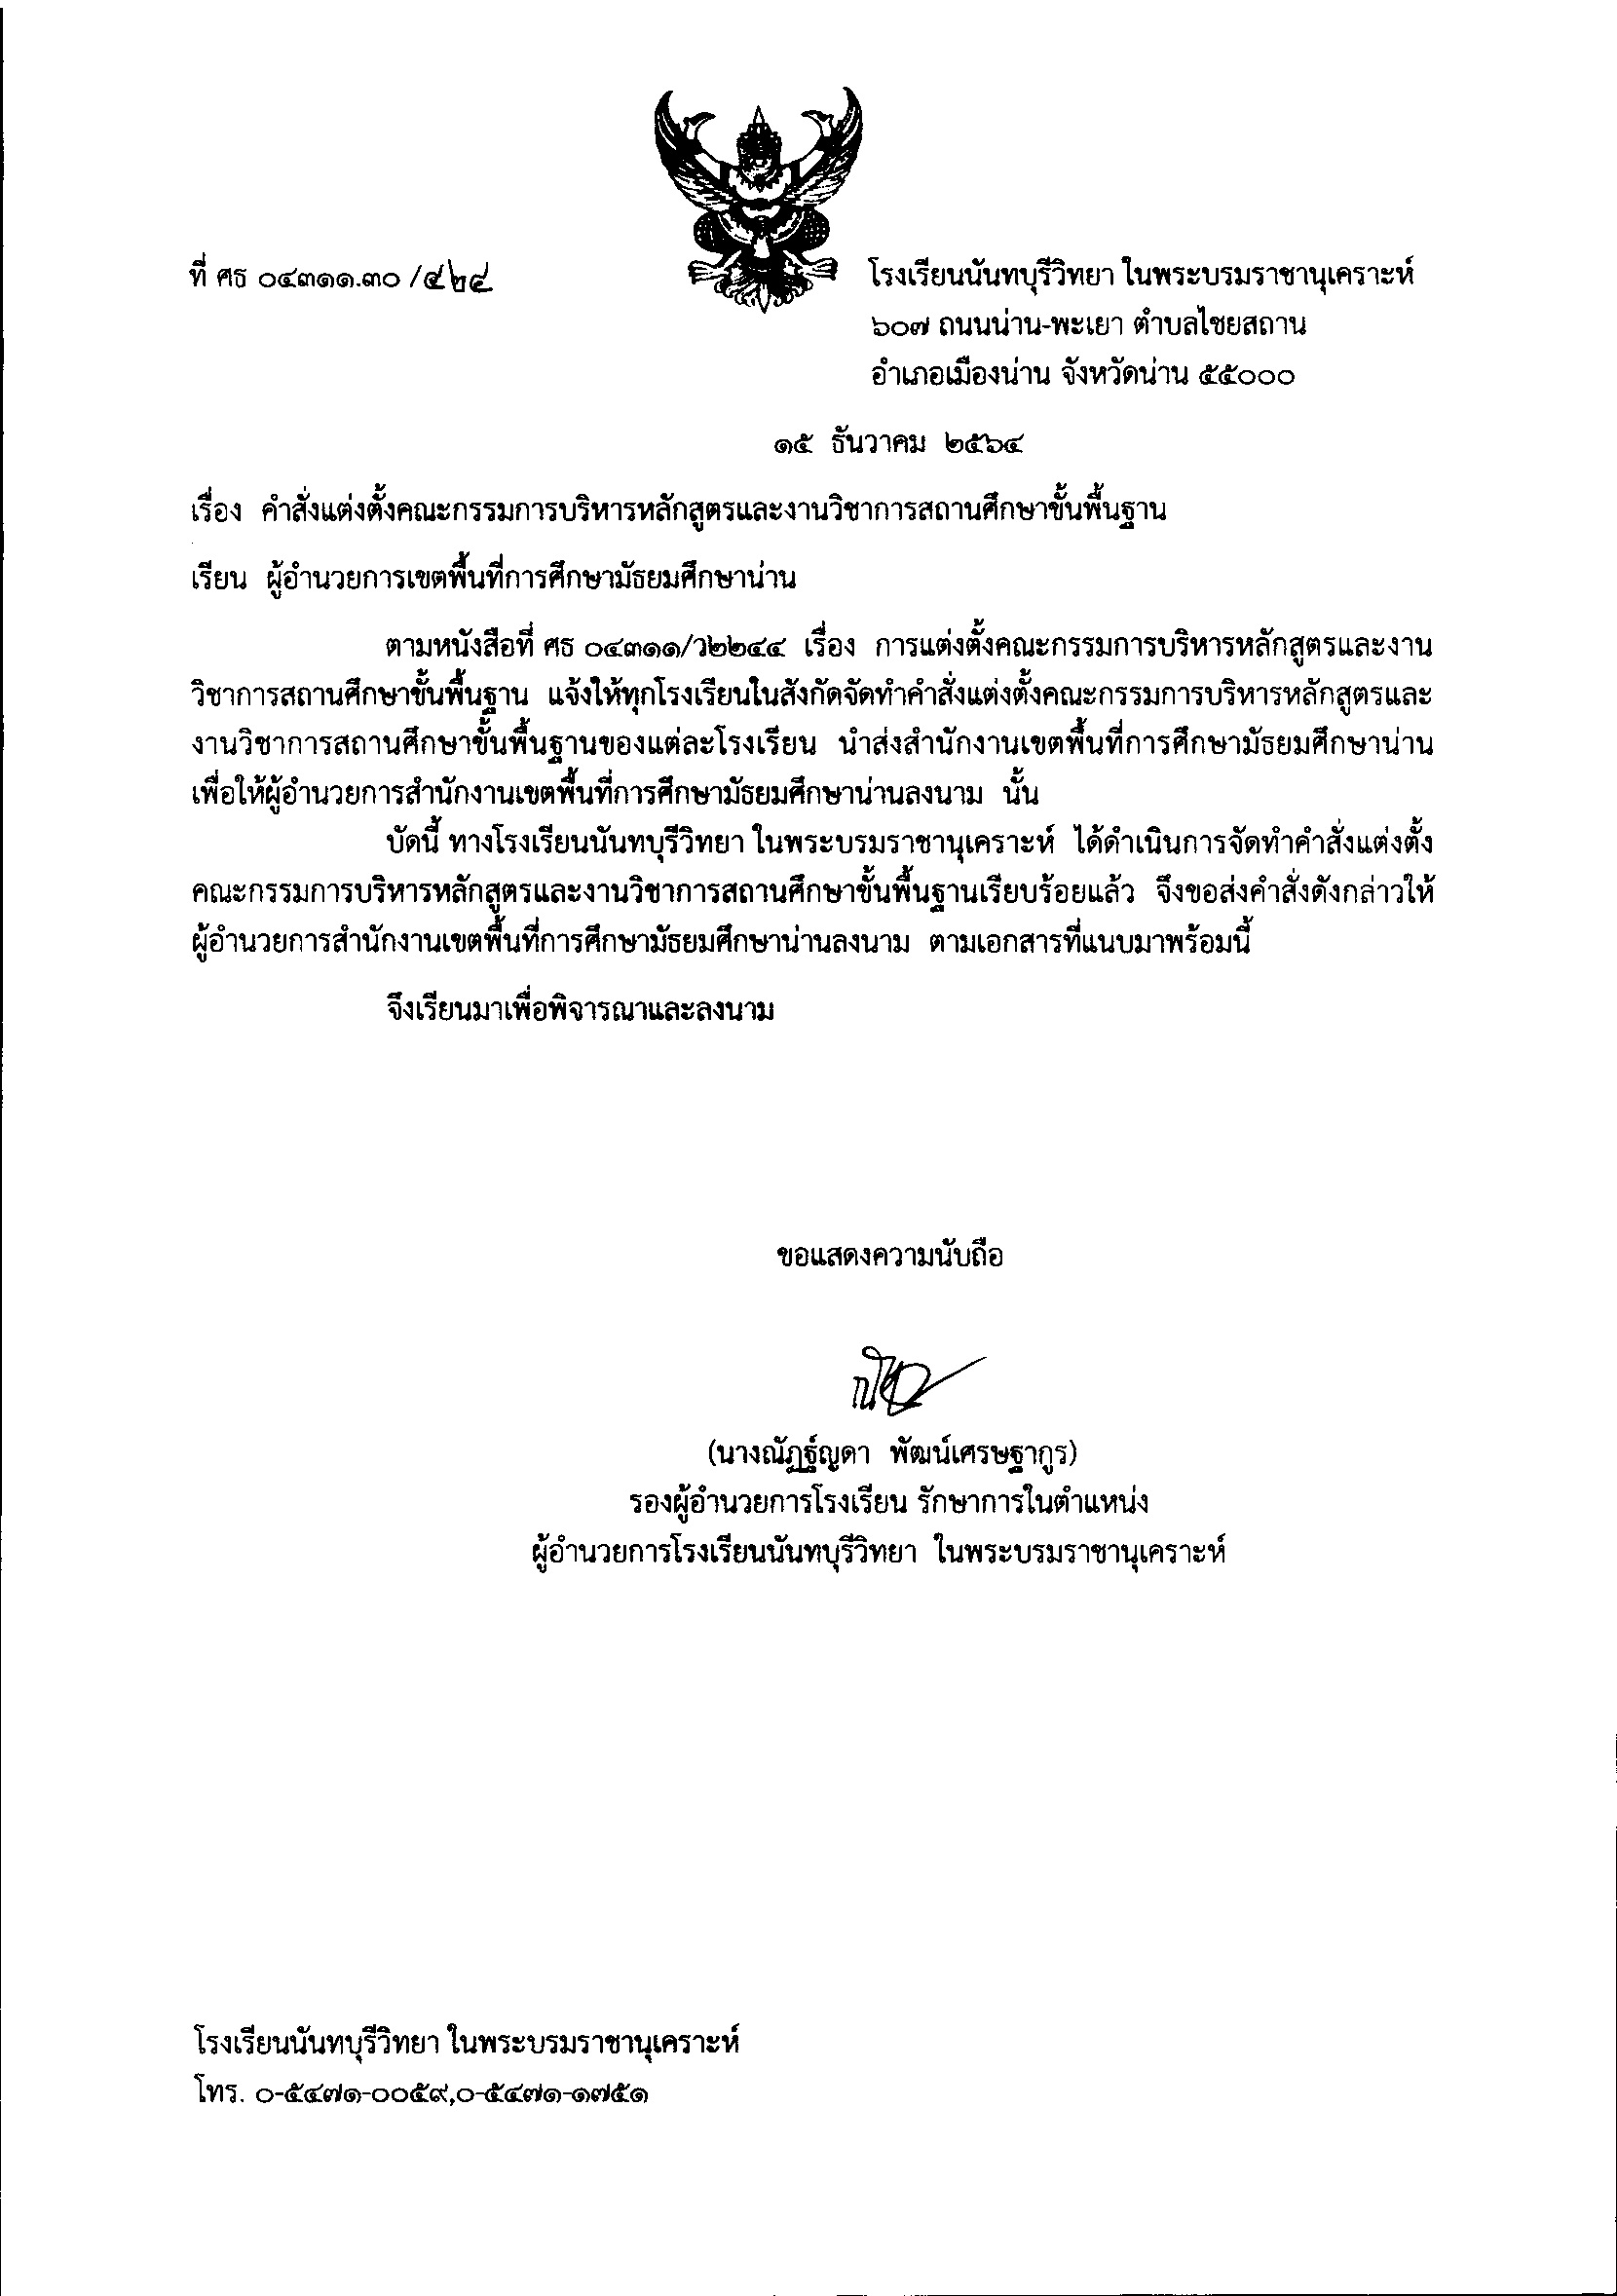 ที่ ศธ ๐๔๓๑๑.๓๐ /๔๒๙
โรงเรียนนันทบุรีวิทยา ในพระบรมราชานุเคราะห์
๖๐๗ ถนนน่าน-พะเยา ตำบลไชยสถาน
อำเภอเมืองน่าน จังหวัดน่าน ๕๕๐๐๐
๑๕ ธันวาคม ๒๕๖๔
เรื่อง คำสั่งแต่งตั้งคณะกรรมการบริหารหลักสูตรและงานวิชาการสถานศึกษาขั้นพื้นฐาน
เรียน ผู้อำนวยการเขตพื้นที่การศึกษามัธยมศึกษาน่าน
ตามหนังสือที่ ศธ ๐๔๓๑๑/ว๒๒๔๔ เรื่อง การแต่งตั้งคณะกรรมการบริหารหลักสูตรและงาน
วิชาการสถานศึกษาขั้นพื้นฐาน แจ้งให้ทุกโรงเรียนในสังกัดจัดทำคำสั่งแต่งตั้งคณะกรรมการบริหารหลักสูตรและ
งานวิชาการสถานศึกษาขั้นพื้นฐานของแต่ละโรงเรียน นำส่งสำนักงานเขตพื้นที่การศึกษามัธยมศึกษาน่าน
เพื่อให้ผู้อำนวยการสำนักงานเขตพื้นที่การศึกษามัธยมศึกษาน่านลงนาม นั้น
บัดนี้ ทางโรงเรียนนันทบุรีวิทยา ในพระบรมราชานุเคราะห์ ได้ดำเนินการจัดทำคำสั่งแต่งตั้ง
คณะกรรมการบริหารหลักสูตรและงานวิชาการสถานศึกษาขั้นพื้นฐานเรียบร้อยแล้ว จึงขอส่งคำสั่งดังกล่าวให้
ผู้อำนวยการสำนักงานเขตพื้นที่การศึกษามัธยมศึกษาน่านลงนาม ตามเอกสารที่แนบมาพร้อมนี้
จึงเรียนมาเพื่อพิจารณาและลงนาม
ขอแสดงความนับถือ
(นางณัฏฐ์ญดา พัฒน์เศรษฐากูร)
รองผู้อำนวยการโรงเรียน รักษาการในตำแหน่ง
ผู้อำนวยการโรงเรียนนันทบุรีวิทยา ในพระบรมราชานุเคราะห์
โรงเรียนนันทบุรีวิทยา ในพระบรมราชานุเคราะห์
โทร. ๐-๕๔๗๑-๐๐๕๙,๐-๕๔๗๑-๑๗๕๑